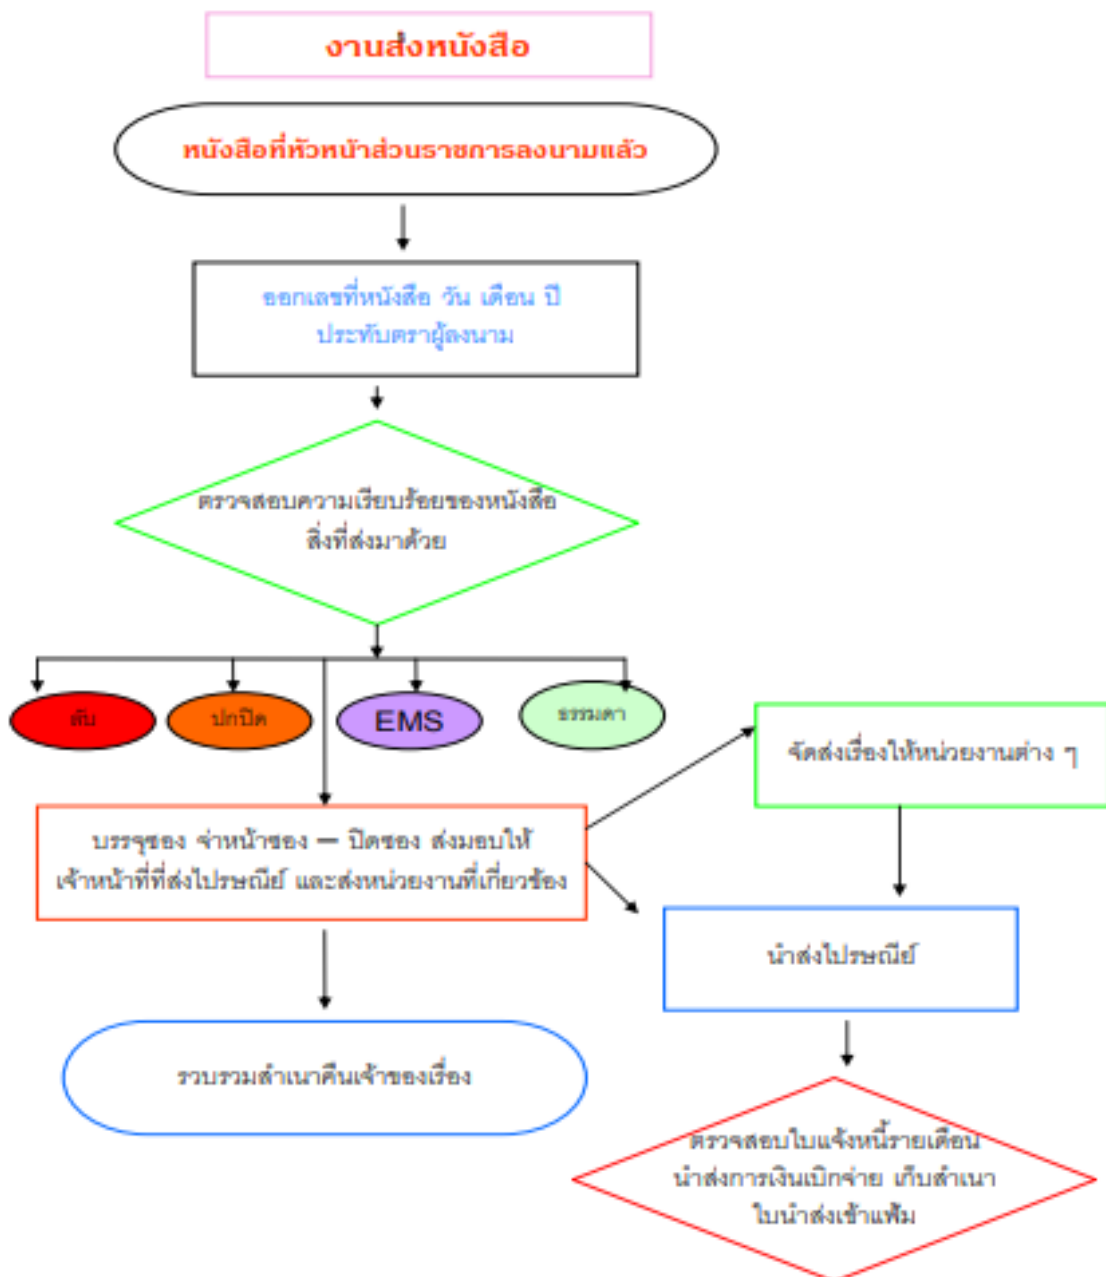 งานส่งหนังสือ
หนังสือที่หัวหน้าส่วนราชการลงนามแล้ว
ออกเลขที่หนังสือ วัน เดือน ปี
ประทับตราผู้ลงนาม
ตรวจสอบความเรียบร้อยของหนังสือ
สิ่งที่ส่งมาด้วย
ลับ
ปกปิด
EMS
ธรรมดา
จัดส่งเรื่องให้หน่วยงานต่าง ๆ
บรรจุซอง จ่าหน้าซอง – ปิดซอง ส่งมอบให้
เจ้าหน้าที่ที่ส่งไปรษณีย์ และส่งหน่วยงานที่เกี่ยวข้อง
นำส่งไปรษณีย์
รวบรวมสำเนาคืนเจ้าของเรื่อง
ตรวจสอบใบแจ้งหนี้รายเดือน
นำส่งการเงินเบิกจ่าย เก็บสำเนา
ใบนำส่งเข้าแฟ้ม